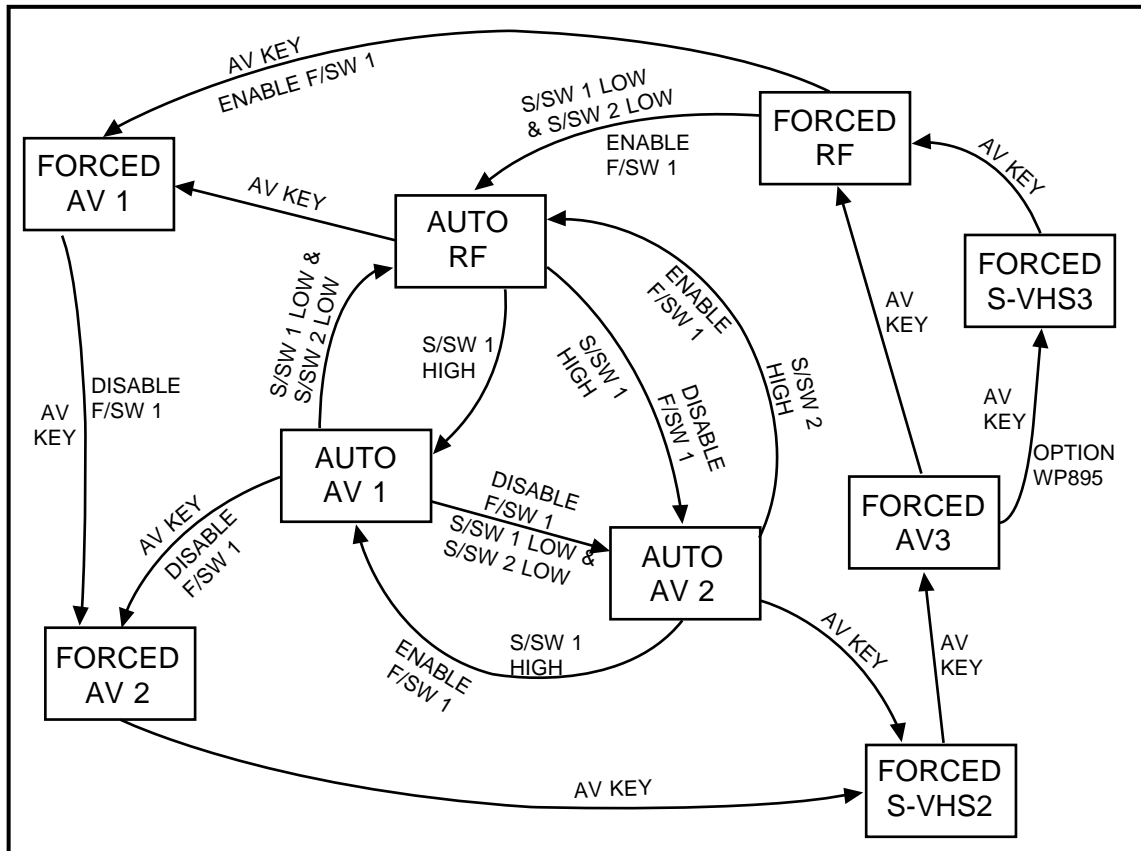 AV KEY
ENABLE F/SW 1
S/SW 1 LOW
& S/SW 2 LOW
ENABLE
F/SW 1
FORCED
RF
FORCED
AV 1
AV KEY
AUTO
RF
AV KEY
FORCED
S-VHS3
S/SW 1 LOW &
S/SW 2 LOW
S/SW 1
HIGH
S/SW 1
HIGH
DISABLE
F/SW 1
ENABLE
F/SW 1
S/SW 2
HIGH
AV
KEY
AV
KEY
OPTION
WP895
DISABLE
F/SW 1
AV
KEY
AUTO
AV 1
DISABLE
F/SW 1
S/SW 1 LOW &
S/SW 2 LOW
AV KEY
DISABLE
F/SW 1
AUTO
AV 2
FORCED
AV3
FORCED
AV 2
ENABLE
F/SW 1
S/SW 1
HIGH
AV KEY
AV
KEY
AV KEY
FORCED
S-VHS2